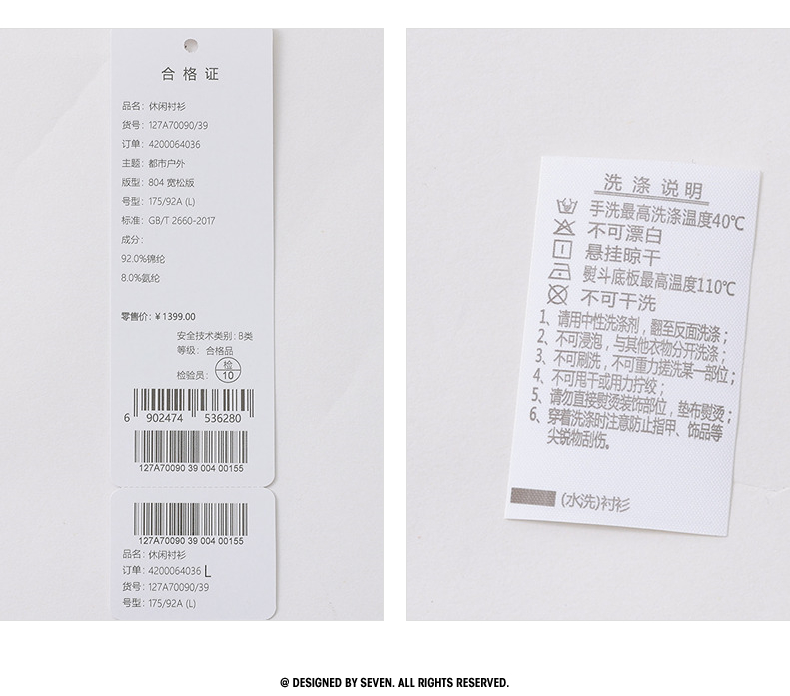 合格证
品名：休闲衬衫
货号：127A70090/39
订单：4200064036
主题：都市户外
版型：804 宽松版
号型：175/92A (L)
标准：GB/T 2660-2017
成分：
92.0%锦纶
8.0%氨纶
零售价：¥1399.00
安全技术类别：B类
等级：合格品
检验员：检 10
6 902474 536280
127A70090 39 004 00155
127A70090 39 004 00155
品名：休闲衬衫
订单：4200064036 L
货号：127A70090/39
号型：175/92A (L)
洗涤说明
手洗最高洗涤温度40℃
不可漂白
悬挂晾干
熨斗底板最高温度110℃
不可干洗
1、请用中性洗涤剂，翻至反面洗涤；
2、不可浸泡，与其他衣物分开洗涤；
3、不可刷洗，不可重力搓洗某一部位；
4、不可甩干或用力拧绞；
5、请勿直接熨烫装饰部位，垫布熨烫；
6、穿着洗涤时注意防止指甲、饰品等
尖锐物刮伤。
(水洗)衬衫
@ DESIGNED BY SEVEN. ALL RIGHTS RESERVED.